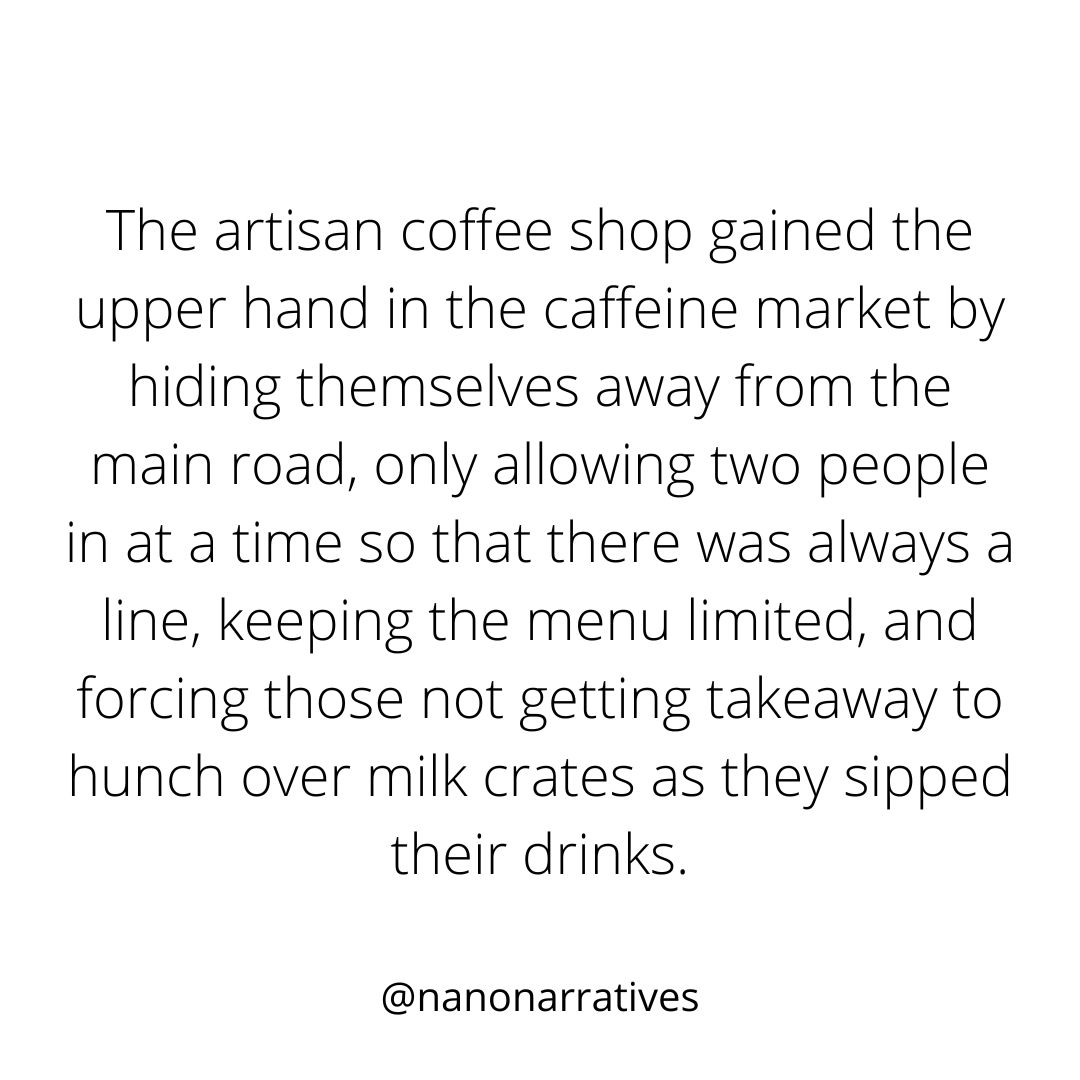 The artisan coffee shop gained the
upper hand in the caffeine market by
hiding themselves away from the
main road, only allowing two people
in at a time so that there was always a
line, keeping the menu limited, and
forcing those not getting takeaway to
hunch over milk crates as they sipped
their drinks.
@nanonarratives